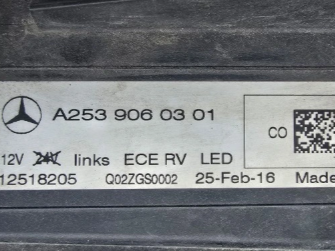 A253 906 03 01
CO
12V 24V links ECE RV LED
12518205 Q02ZGS0002 25-Feb-16 Made